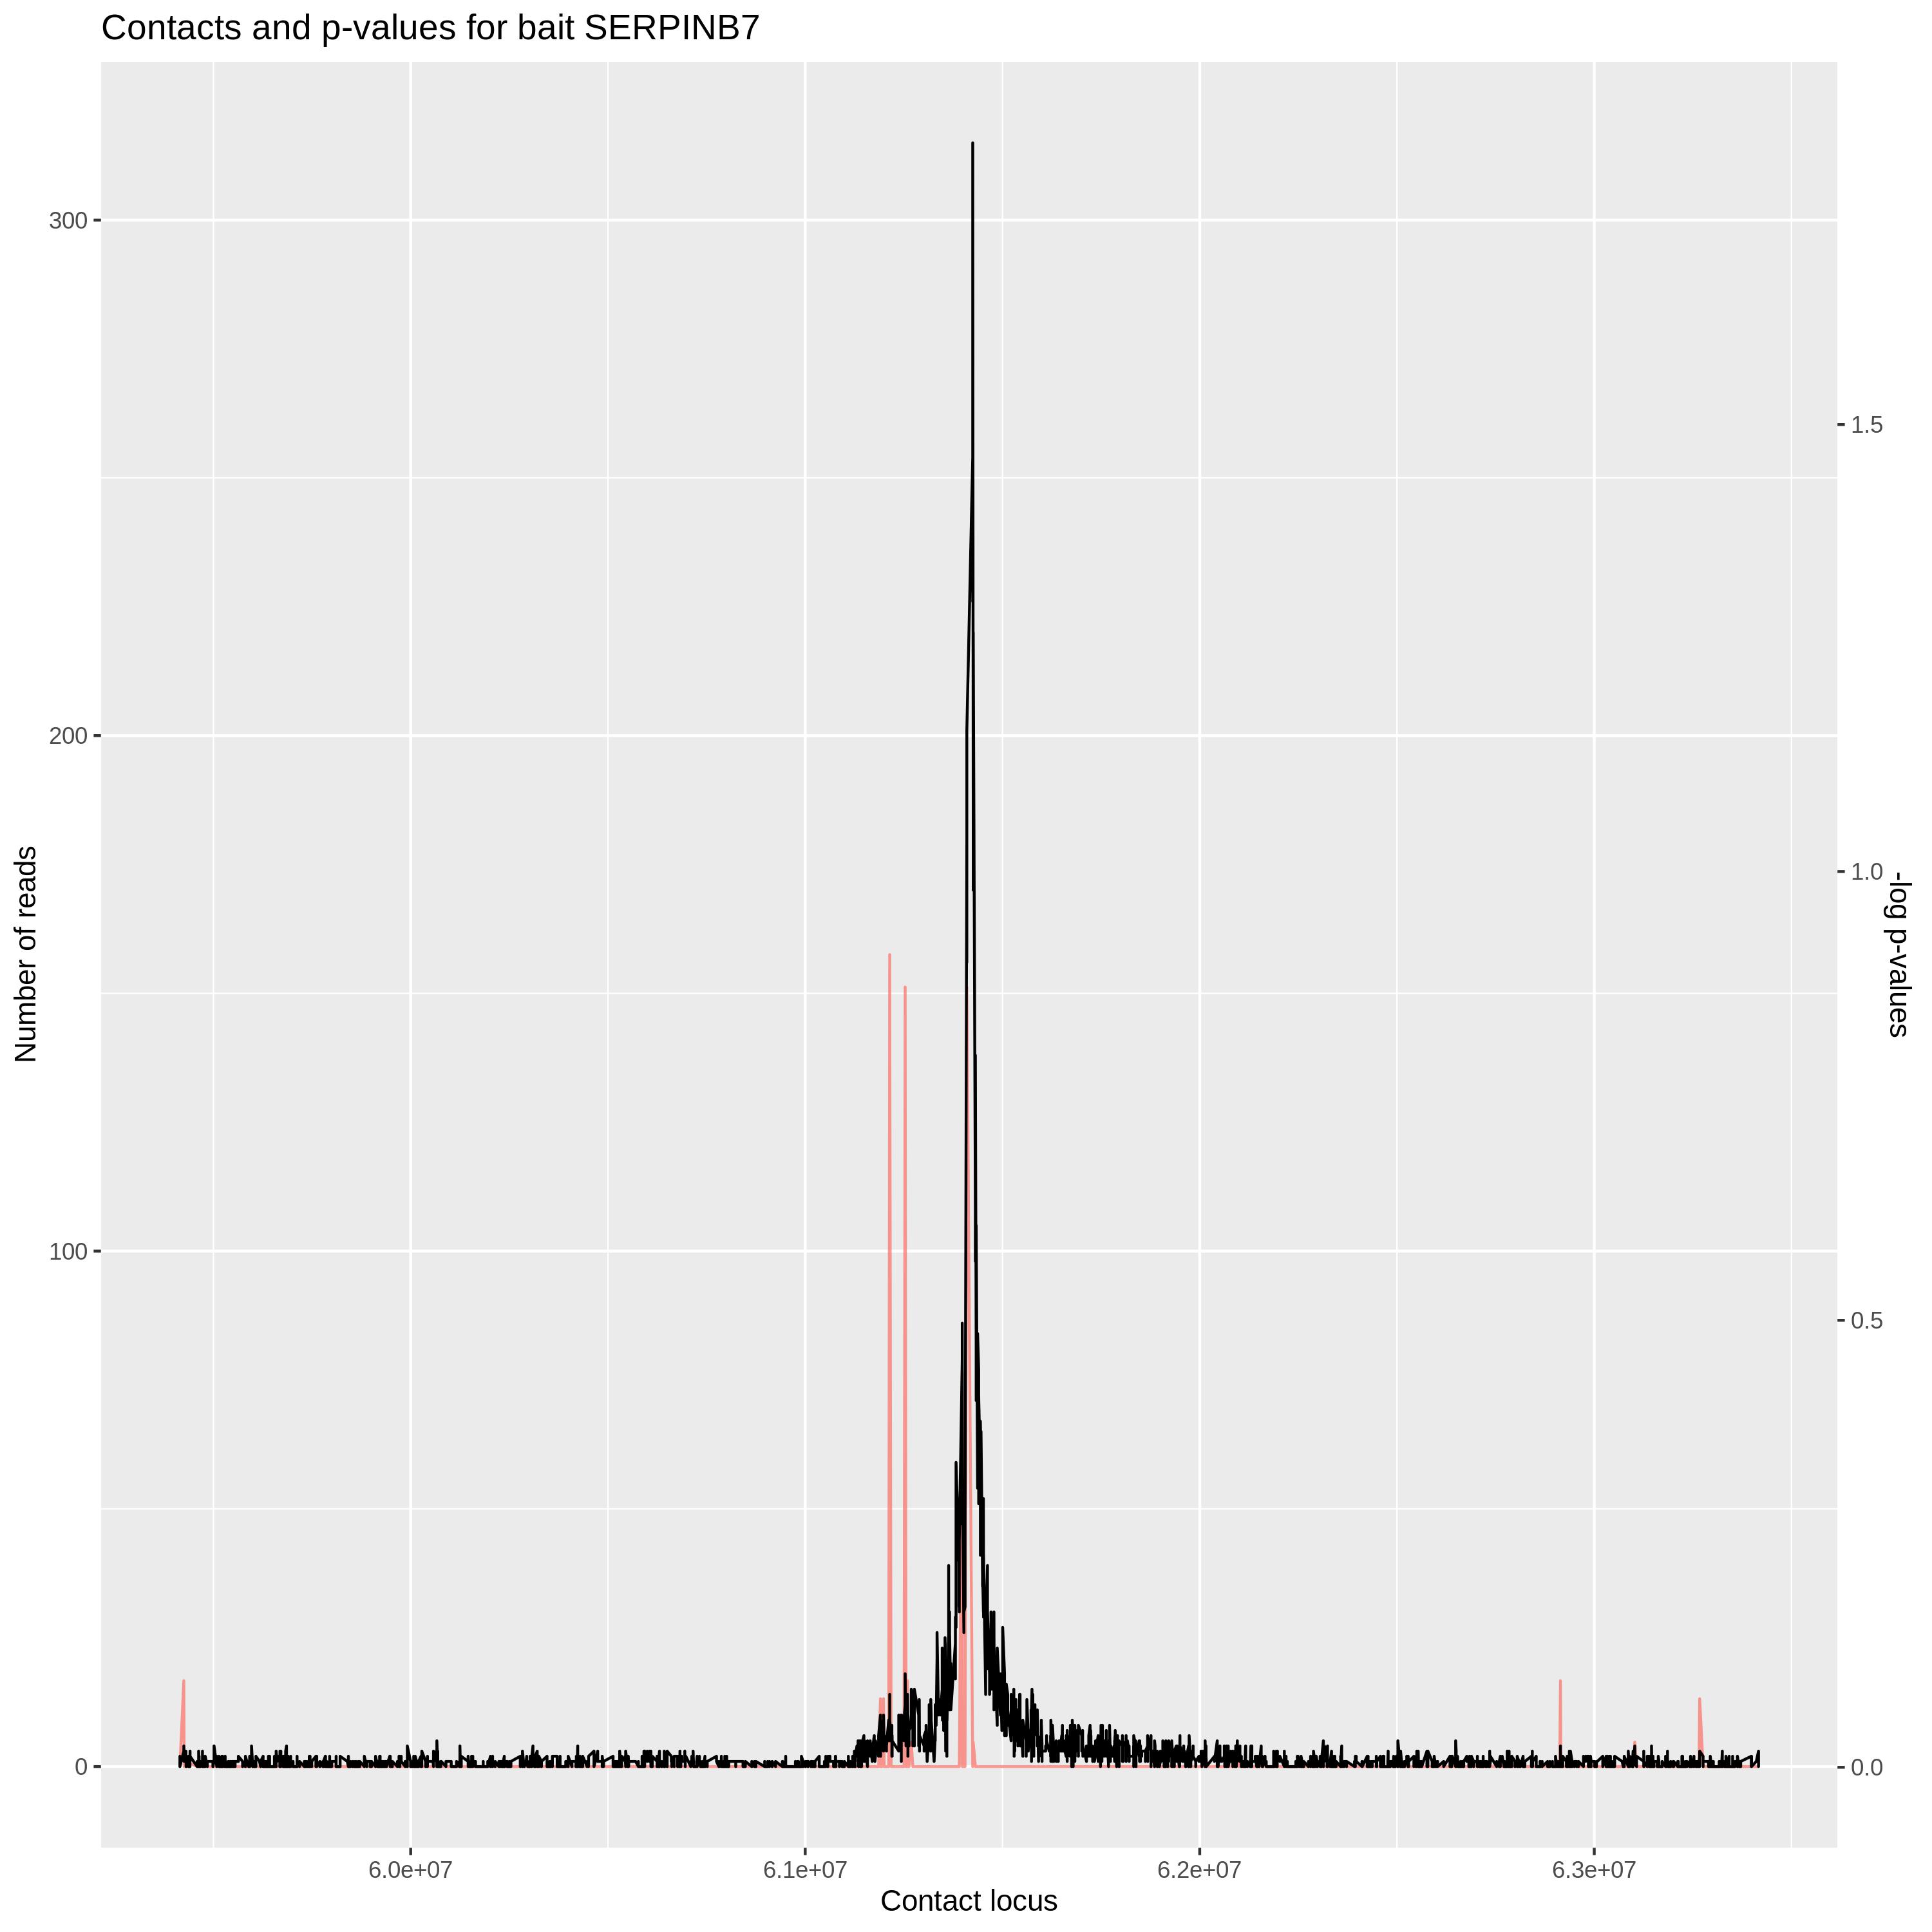 Contacts and p-values for bait SERPINB7
300
200
100
0
Number of reads
1.5
1.0
0.5
0.0
-log p-values
6.0e+07
6.1e+07
6.2e+07
6.3e+07
Contact locus